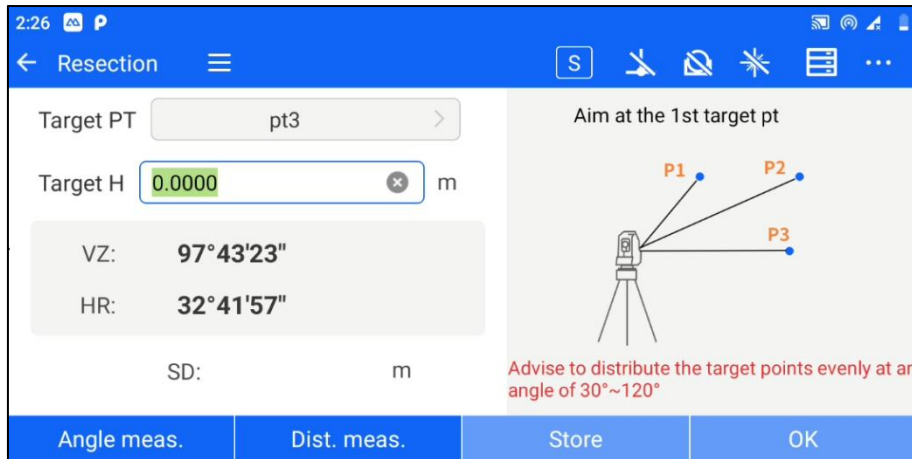 2:26
Resection
S
Target PT pt3
Target H 0.0000 m
VZ: 97°43'23"
HR: 32°41'57"
SD: m
Aim at the 1st target pt
P1 P2
P3
Advise to distribute the target points evenly at an
angle of 30°~120°
Angle meas. Dist. meas. Store OK